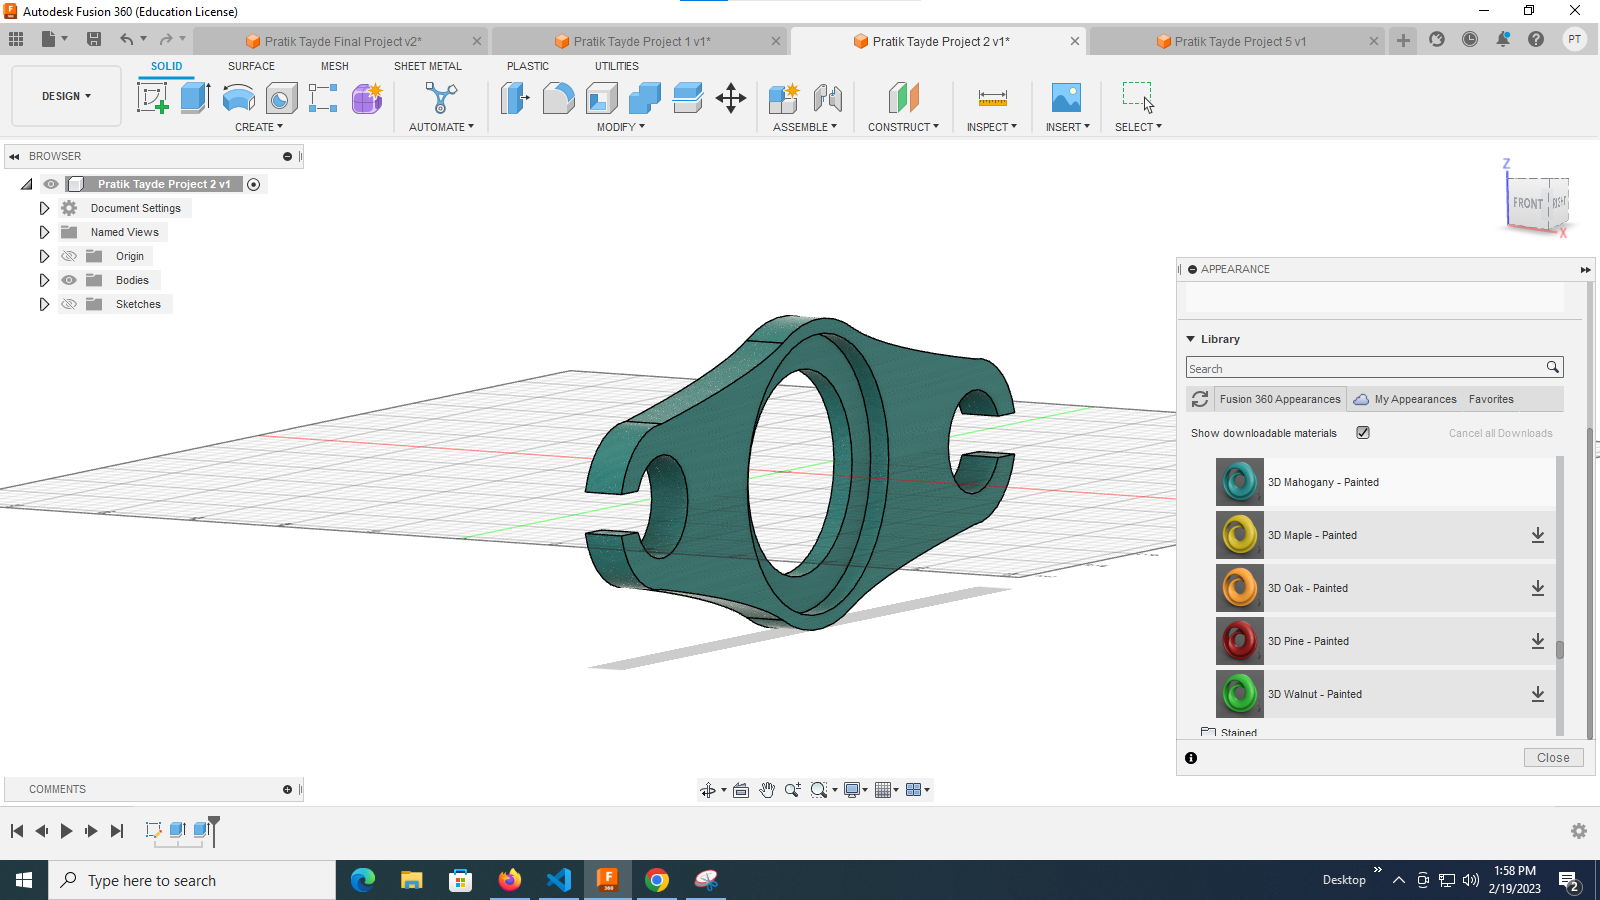 Autodesk Fusion 360 (Education License)
Pratik Tayde Final Project v2*
Pratik Tayde Project 1 v1*
Pratik Tayde Project 2 v1*
Pratik Tayde Project 5 v1
PT
SOLID
SURFACE
MESH
SHEET METAL
PLASTIC
UTILITIES
DESIGN
CREATE
AUTOMATE
MODIFY
ASSEMBLE
CONSTRUCT
INSPECT
INSERT
SELECT
BROWSER
Pratik Tayde Project 2 v1
Document Settings
Named Views
Origin
Bodies
Sketches
Z
FRONT
RIGHT
X
APPEARANCE
Library
Search
Fusion 360 Appearances
My Appearances
Favorites
Show downloadable materials
Cancel all Downloads
3D Mahogany - Painted
3D Maple - Painted
3D Oak - Painted
3D Pine - Painted
3D Walnut - Painted
Stained
Close
COMMENTS
Type here to search
F
360
Desktop
1:58 PM
2/19/2023
2